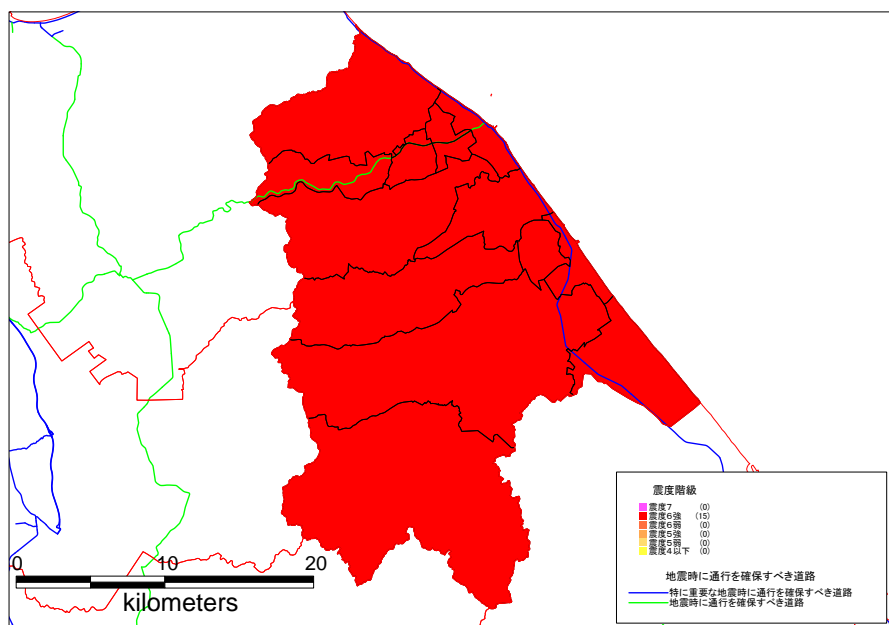 震度階級
震度7 (0)
震度6強 (15)
震度6弱 (0)
震度5強 (0)
震度5弱 (0)
震度4以下 (0)
地震時に通行を確保すべき道路
特に重要な地震時に通行を確保すべき道路
地震時に通行を確保すべき道路
0 10 20
kilometers